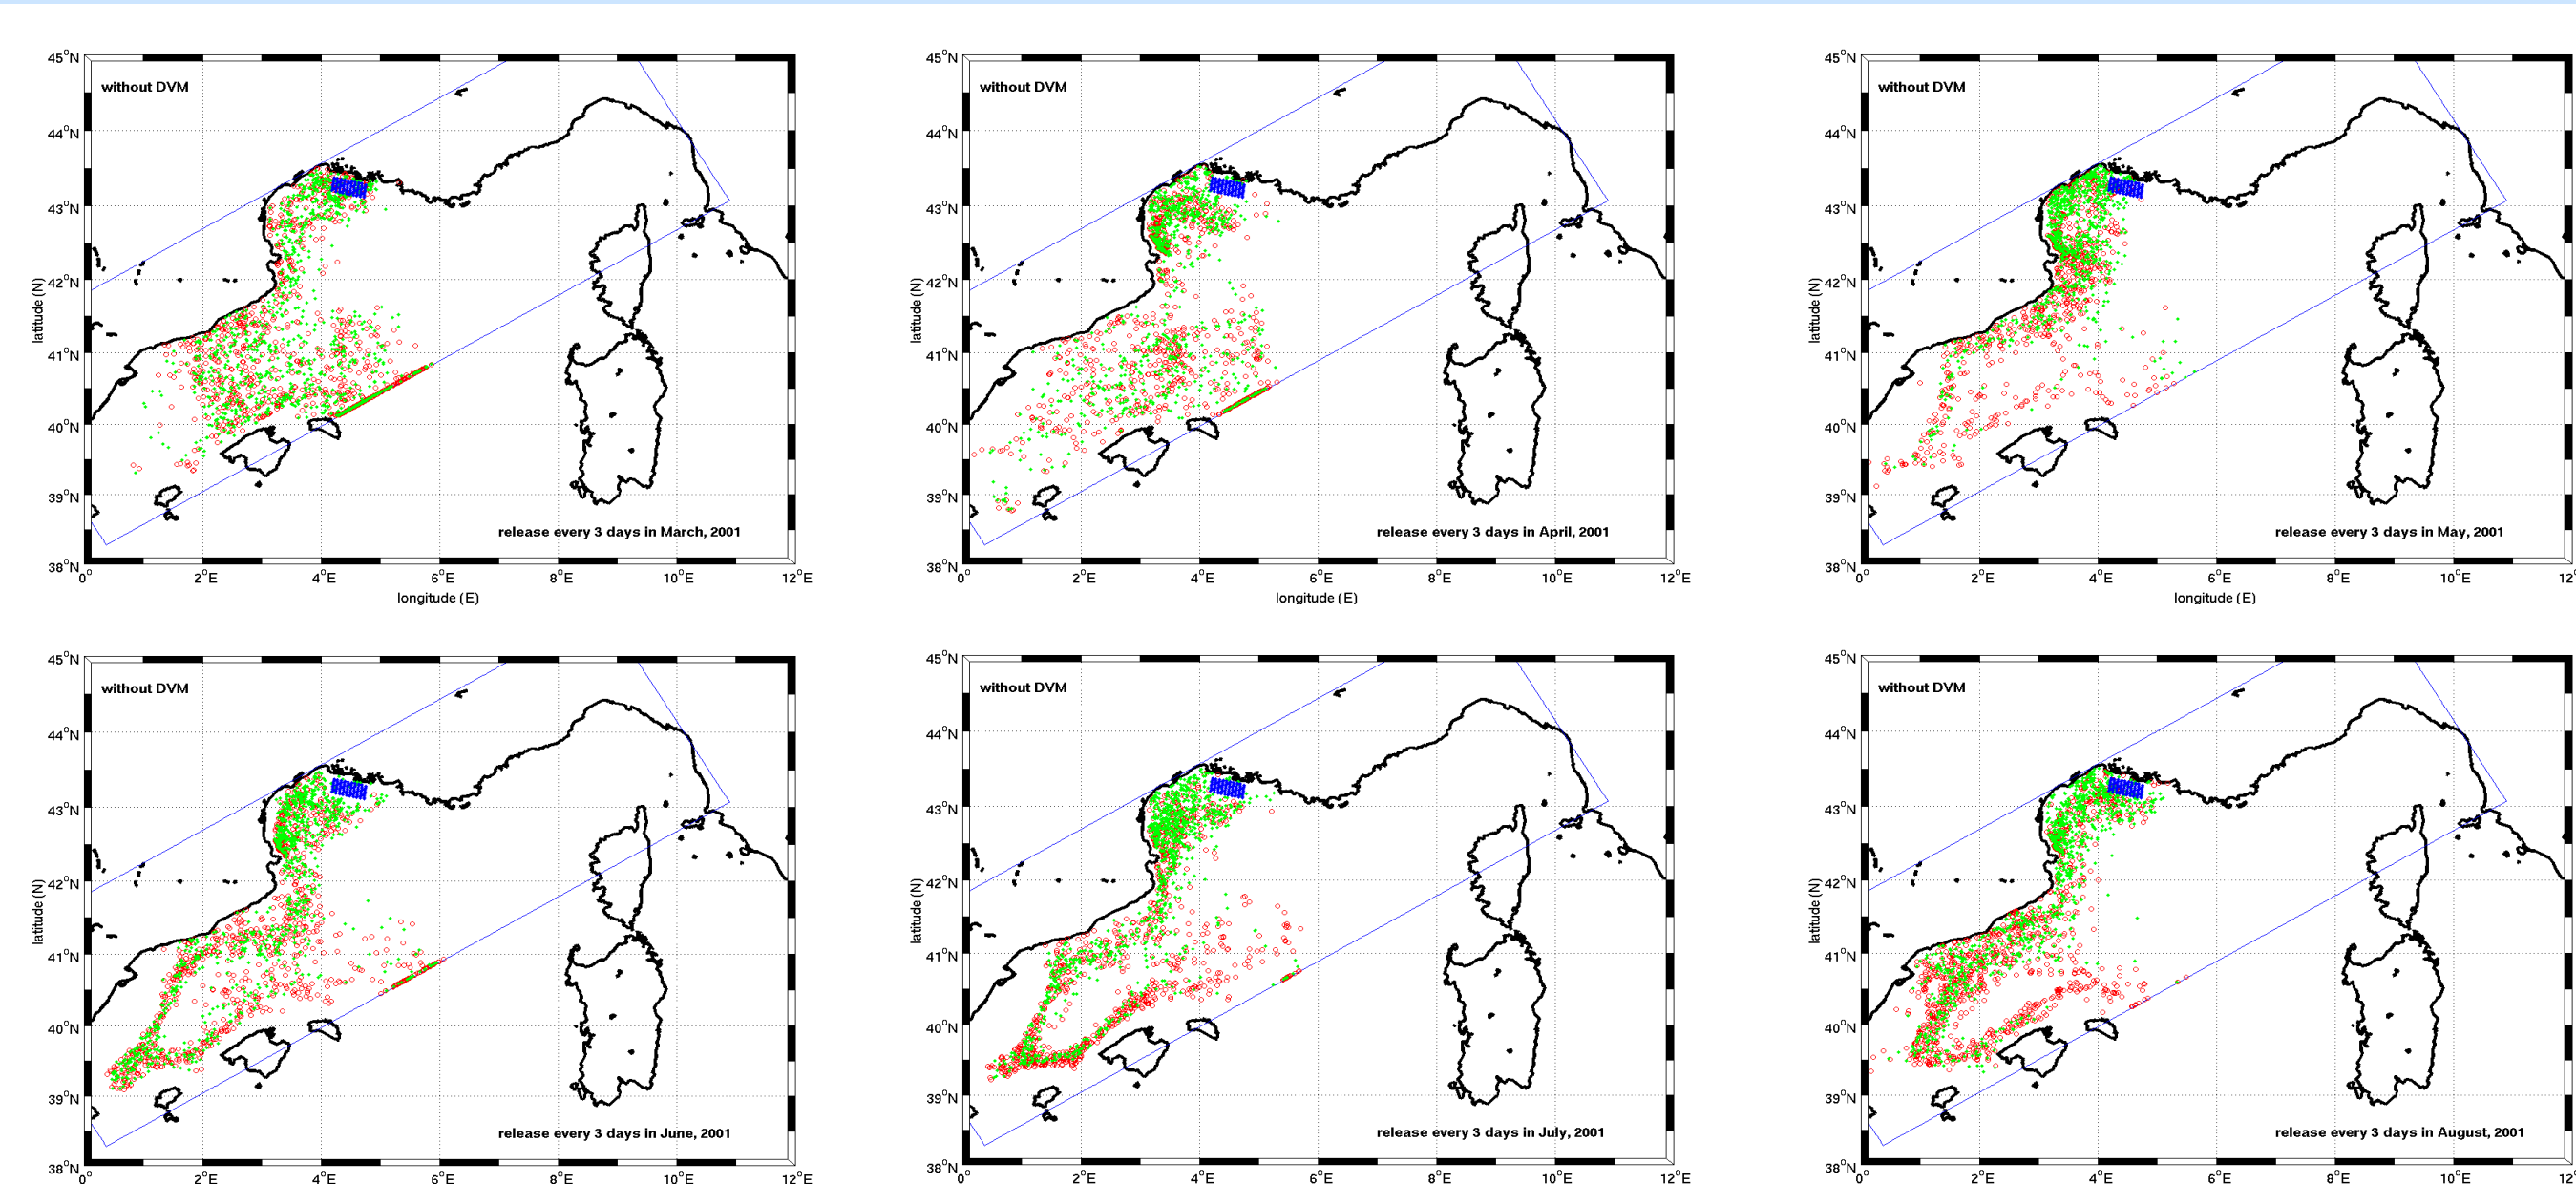 45°N 45°N 45°N
without DVM without DVM without DVM
44°N 44°N 44°N
43°N 43°N 43°N
42°N 42°N 42°N
latitude (N) latitude (N) latitude (N)
41°N 41°N 41°N
40°N 40°N 40°N
39°N 39°N 39°N
release every 3 days in March, 2001 release every 3 days in April, 2001 release every 3 days in May, 2001
38°N 38°N 38°N
0° 2°E 4°E 6°E 8°E 10°E 12°E 0° 2°E 4°E 6°E 8°E 10°E 12°E 0° 2°E 4°E 6°E 8°E 10°E 12°
longitude (E) longitude (E) longitude (E)
45°N 45°N 45°N
without DVM without DVM without DVM
44°N 44°N 44°N
43°N 43°N 43°N
42°N 42°N 42°N
latitude (N) latitude (N) latitude (N)
41°N 41°N 41°N
40°N 40°N 40°N
39°N 39°N 39°N
release every 3 days in June, 2001 release every 3 days in July, 2001 release every 3 days in August, 2001
38°N 38°N 38°N
0° 2°E 4°E 6°E 8°E 10°E 12°E 0° 2°E 4°E 6°E 8°E 10°E 12°E 0° 2°E 4°E 6°E 8°E 10°E 12°